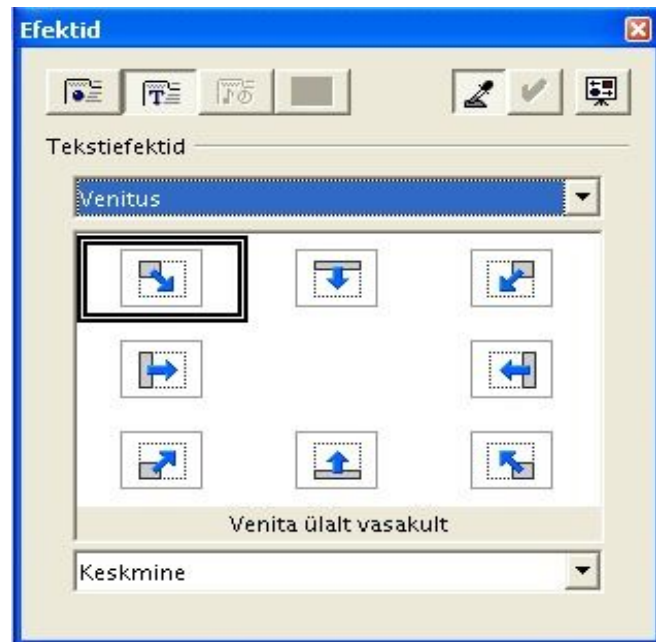 Efektid
Tekstiefektid
Venitus
Venita ülalt vasakult
Keskmine